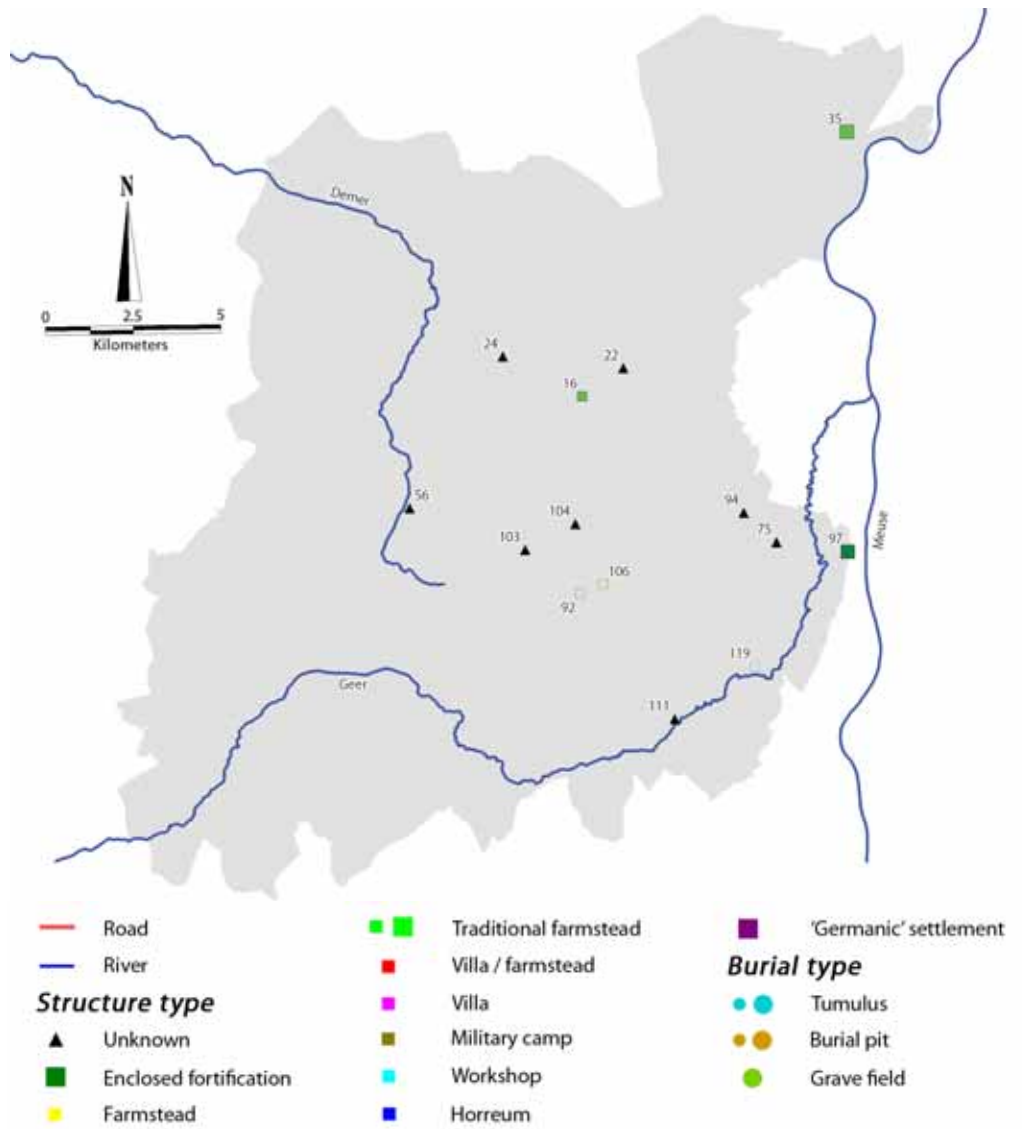 35
N
Demer
0 2.5 5
Kilometers
24
22
16
56
94
104
75
103
97
Meuse
106
92
119
Geer
111
Road
River
Structure type
Unknown
Enclosed fortification
Farmstead
Traditional farmstead
Villa / farmstead
Villa
Military camp
Workshop
Horreum
'Germanic' settlement
Burial type
Tumulus
Burial pit
Grave field